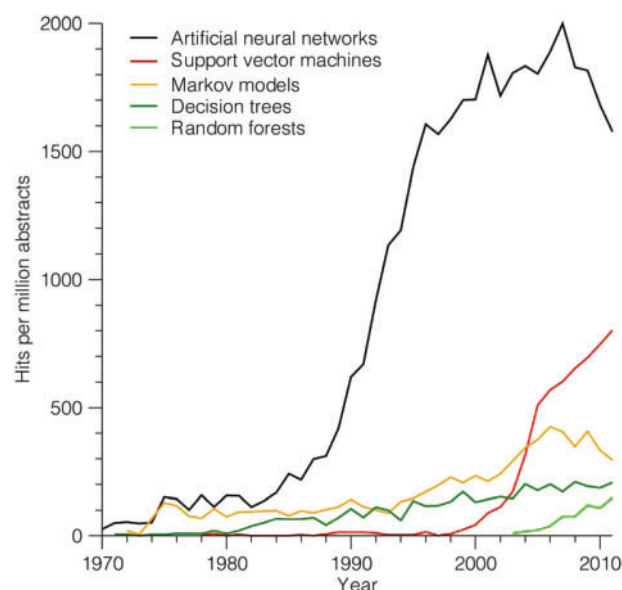 2000
Artificial neural networks
Support vector machines
Markov models
Decision trees
Random forests
1500
Hits per million abstracts
1000
500
0
1970
1980
1990
2000
2010
Year